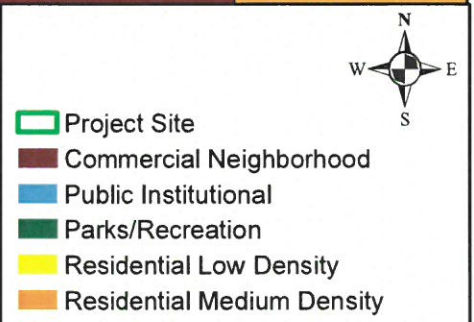 N
W E
S
Project Site
Commercial Neighborhood
Public Institutional
Parks/Recreation
Residential Low Density
Residential Medium Density